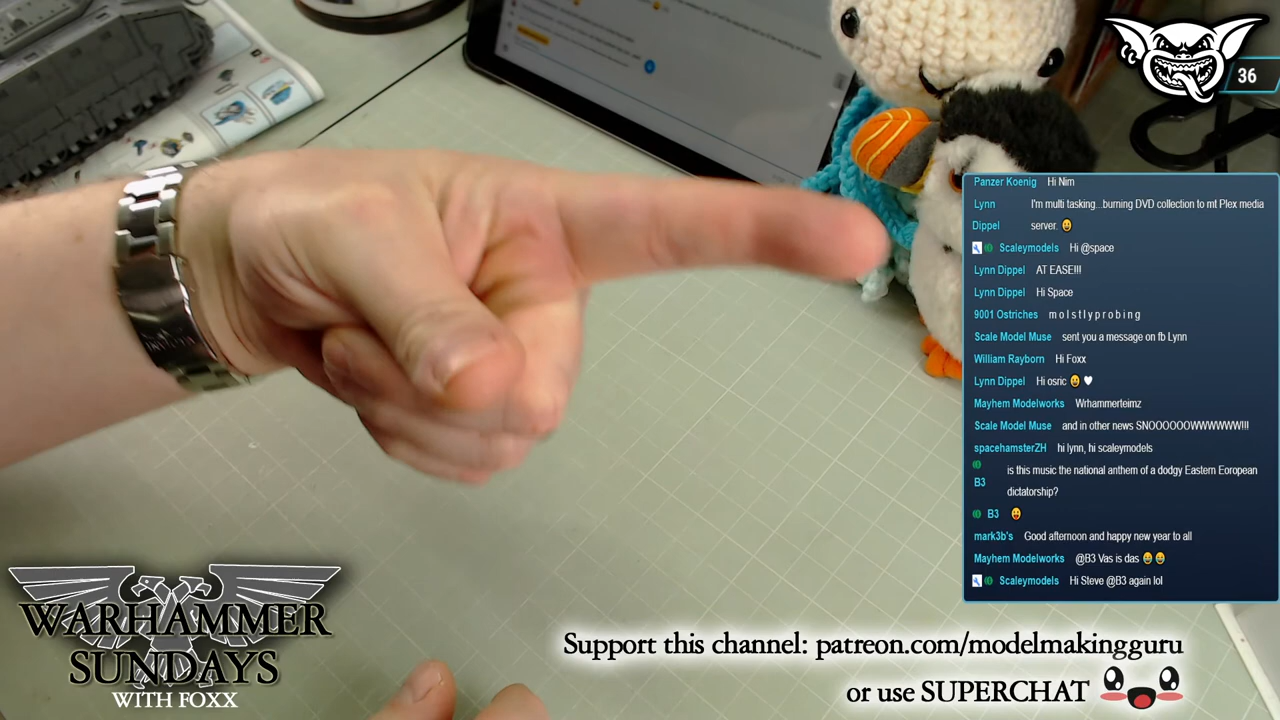 36
Panzer Koenig Hi Nim
Lynn I'm multi tasking...burning DVD collection to mt Plex media
Dippel server.
Scaleymodels Hi @space
Lynn Dippel AT EASE!!!
Lynn Dippel Hi Space
9001 Ostriches m o l s t l y p r o b i n g
Scale Model Muse sent you a message on fb Lynn
William Rayborn Hi Foxx
Lynn Dippel Hi osric
Mayhem Modelworks Wrhammerteimz
Scale Model Muse and in other news SNOOOOOOWWWWWW!!!
spacehamsterZH hi lynn, hi scaleymodels
is this music the national anthem of a dodgy Eastern Eoropean
B3 dictatorship?
B3
mark3b's Good afternoon and happy new year to all
Mayhem Modelworks @B3 Vas is das
Scaleymodels Hi Steve @B3 again lol
WARHAMMER
SUNDAYS
WITH FOXX
Support this channel: patreon.com/modelmakingguru
or use SUPERCHAT